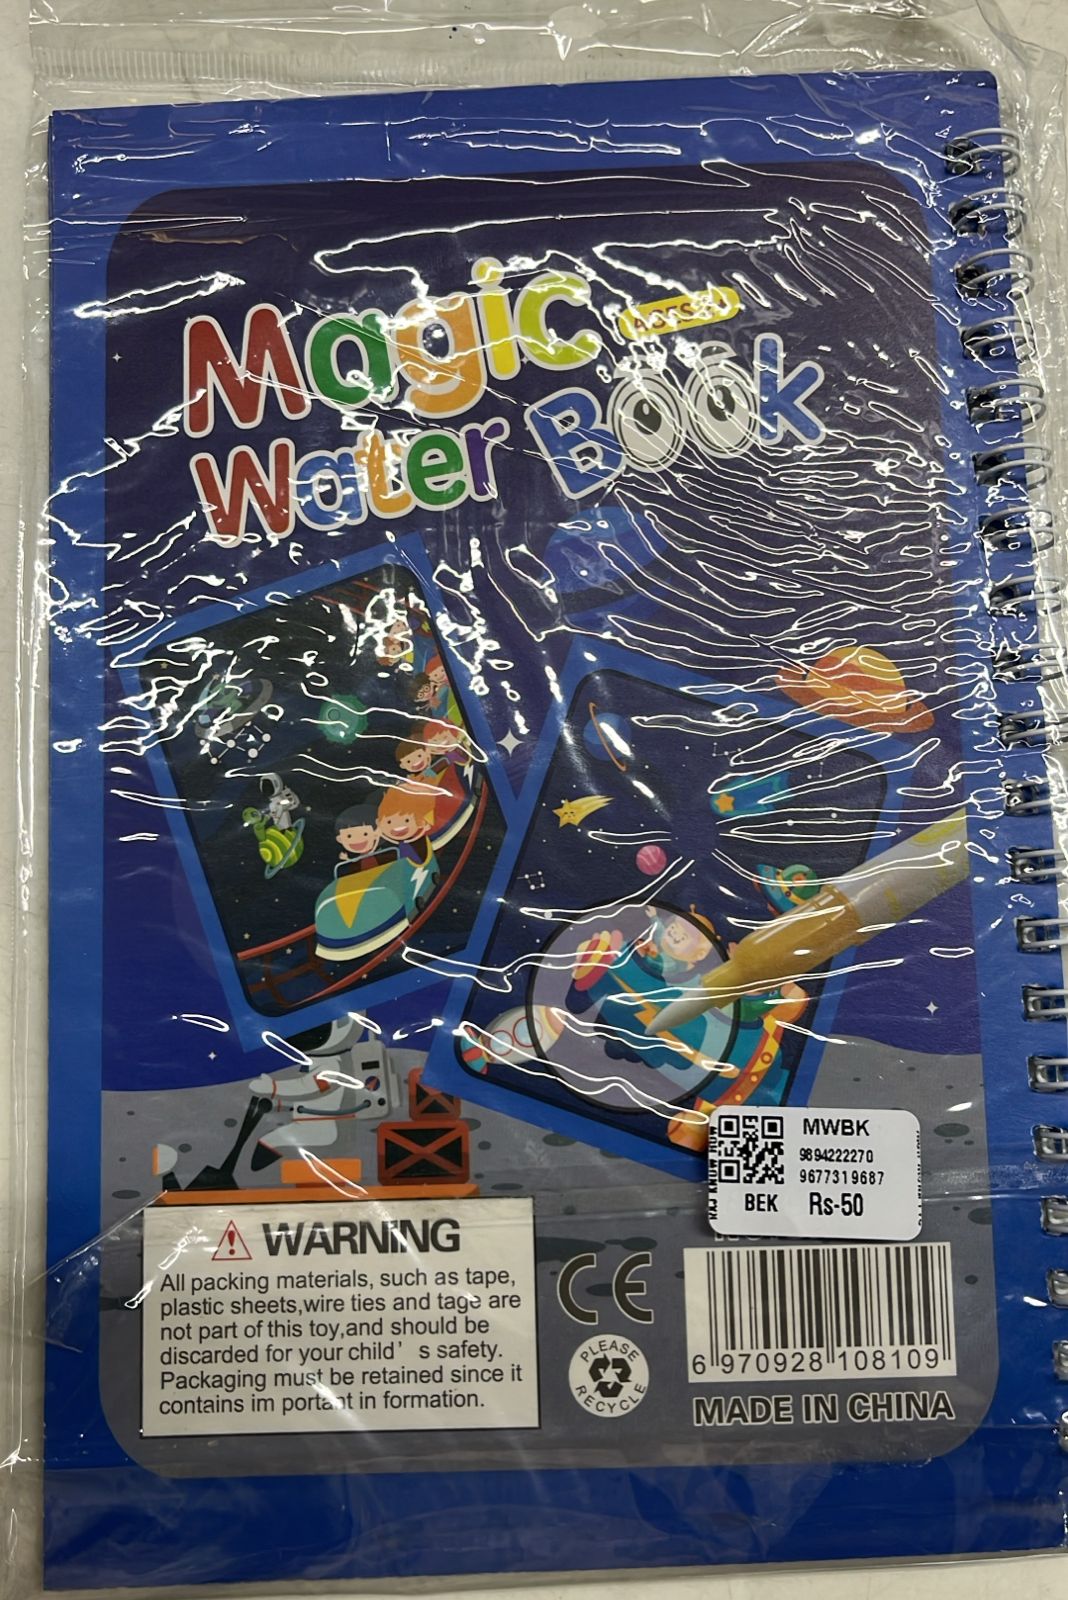 Magic
Water Book
MWBK
9894222270
9677319687
BEK Rs-50
WARNING
All packing materials, such as tape,
plastic sheets,wire ties and tage are
not part of this toy,and should be
discarded for your child' s safety.
Packaging must be retained since it
contains im portant in formation.
CE
PLEASE
RECYCLE
6 970928 108109
MADE IN CHINA